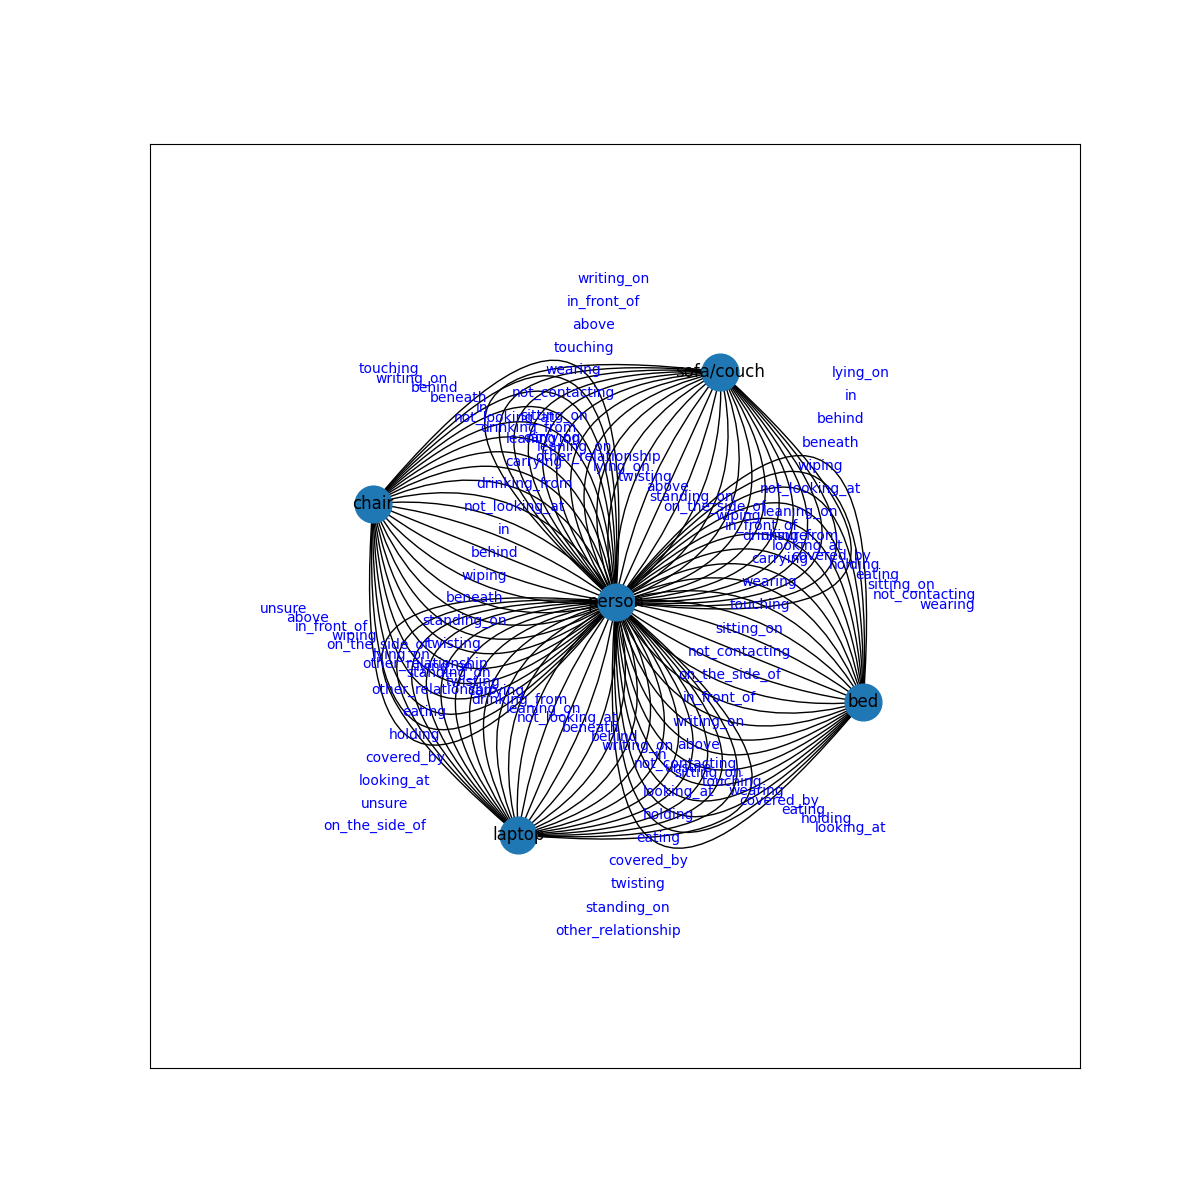 writing_on
in_front_of
above
touching
sofa/couch
touching
wearing
lying_on
writing_on
behind
not_contacting
in
beneath
in
not_looking_at
sitting_on
behind
drinking_from
leaning_on
carrying
beneath
leaning_on
other_relationship
carrying
lying_on
wiping
twisting
drinking_from
above
not_looking_at
standing_on
chair
not_looking_at
on_the_side_of
leaning_on
wiping
in
in_front_of
drinking_from
unsure
looking_at
behind
covered_by
carrying
holding
wiping
eating
wearing
sitting_on
beneath
not_contacting
person
touching
wearing
unsure
above
standing_on
in_front_of
sitting_on
wiping
on_the_side_of
twisting
not_contacting
lying_on
other_relationship
standing_on
on_the_side_of
twisting
other_relationship
carrying
in_front_of
drinking_from
bed
eating
leaning_on
not_looking_at
writing_on
beneath
holding
behind
writing_on
above
covered_by
in
not_contacting
unsure
sitting_on
looking_at
touching
looking_at
wearing
unsure
covered_by
eating
holding
holding
on_the_side_of
looking_at
laptop
eating
covered_by
twisting
standing_on
other_relationship